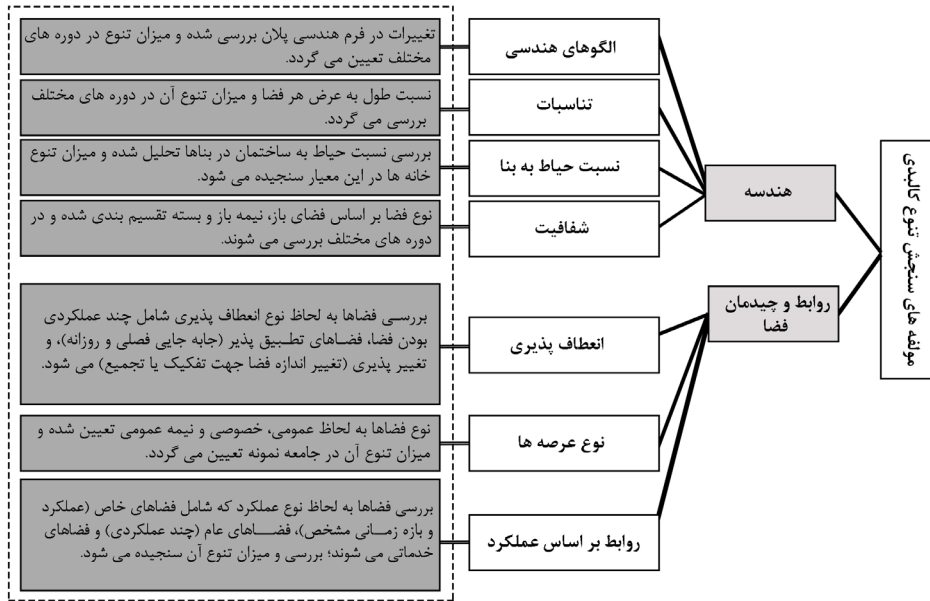 مولفه های سنجش تنوع کالبدی
هندسه
الگوهای هندسی
تغییرات در فرم هندسی پلان بررسی شده و میزان تنوع در دوره های
مختلف تعیین می گردد.
تناسبات
نسبت طول به عرض هر فضا و میزان تنوع آن در دوره های مختلف
بررسی می گردد.
نسبت حیاط به بنا
بررسی نسبت حیاط به ساختمان در بناها تحلیل شده و میزان تنوع
خانه ها در این معیار سنجیده می شود.
شفافیت
نوع فضا بر اساس فضای باز، نیمه باز و بسته تقسیم بندی شده و در
دوره های مختلف بررسی می شوند.
روابط و چیدمان
فضا
انعطاف پذیری
بررسی فضاها به لحاظ نوع انعطاف پذیری شامل چند عملکردی
بودن فضا، فضاهای تطبیق پذیر (جابه جایی فصلی و روزانه)، و
تغییر پذیری (تغییر اندازه فضا جهت تفکیک یا تجمیع) می شود.
نوع عرصه ها
نوع فضاها به لحاظ عمومی، خصوصی و نیمه عمومی تعیین شده و
میزان تنوع آن در جامعه نمونه تعیین می گردد.
روابط بر اساس عملکرد
بررسی فضاها به لحاظ نوع عملکرد که شامل فضاهای خاص (عملکرد
و بازه زمانی مشخص)، فضاهای عام (چند عملکردی) و فضاهای
خدماتی می شوند؛ بررسی و میزان تنوع آن سنجیده می شود.